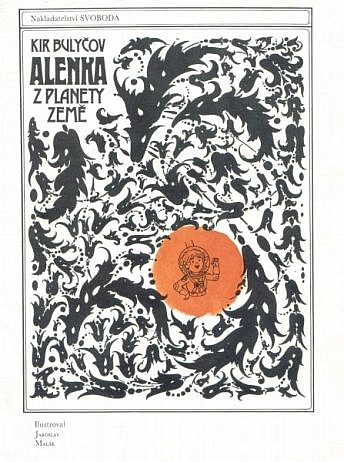 Nakladatelství SVOBODA
KIR BULYČOV
ALENKA
Z PLANETY
ZEMĚ
Ilustroval
Jaroslav
Malák